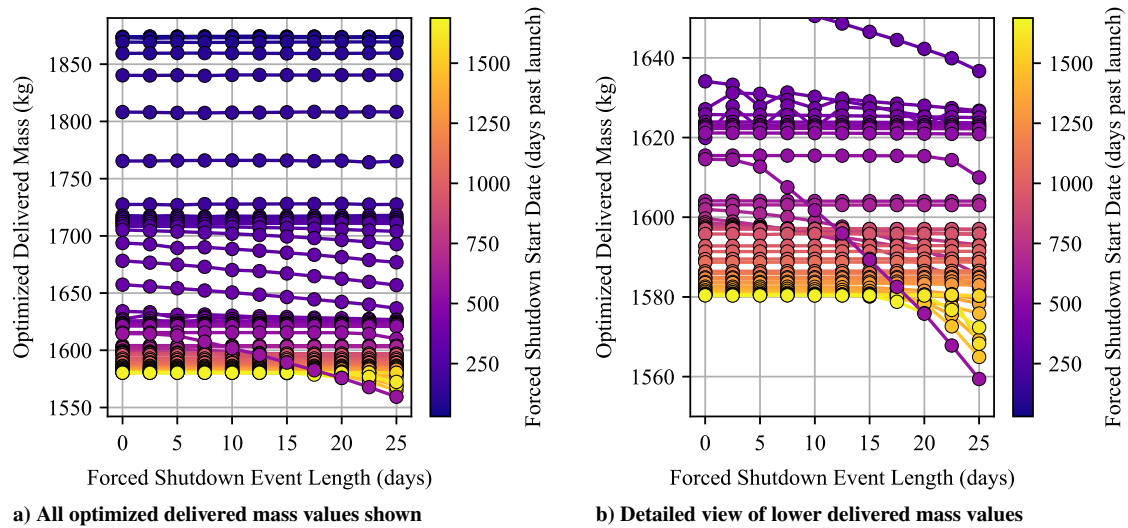 Optimized Delivered Mass (kg)
1850
1800
1750
1700
1650
1600
1550
0 5 10 15 20 25
Forced Shutdown Event Length (days)
1500
1250
1000
750
500
250
Forced Shutdown Start Date (days past launch)
a) All optimized delivered mass values shown
Optimized Delivered Mass (kg)
1640
1620
1600
1580
1560
0 5 10 15 20 25
Forced Shutdown Event Length (days)
1500
1250
1000
750
500
250
Forced Shutdown Start Date (days past launch)
b) Detailed view of lower delivered mass values